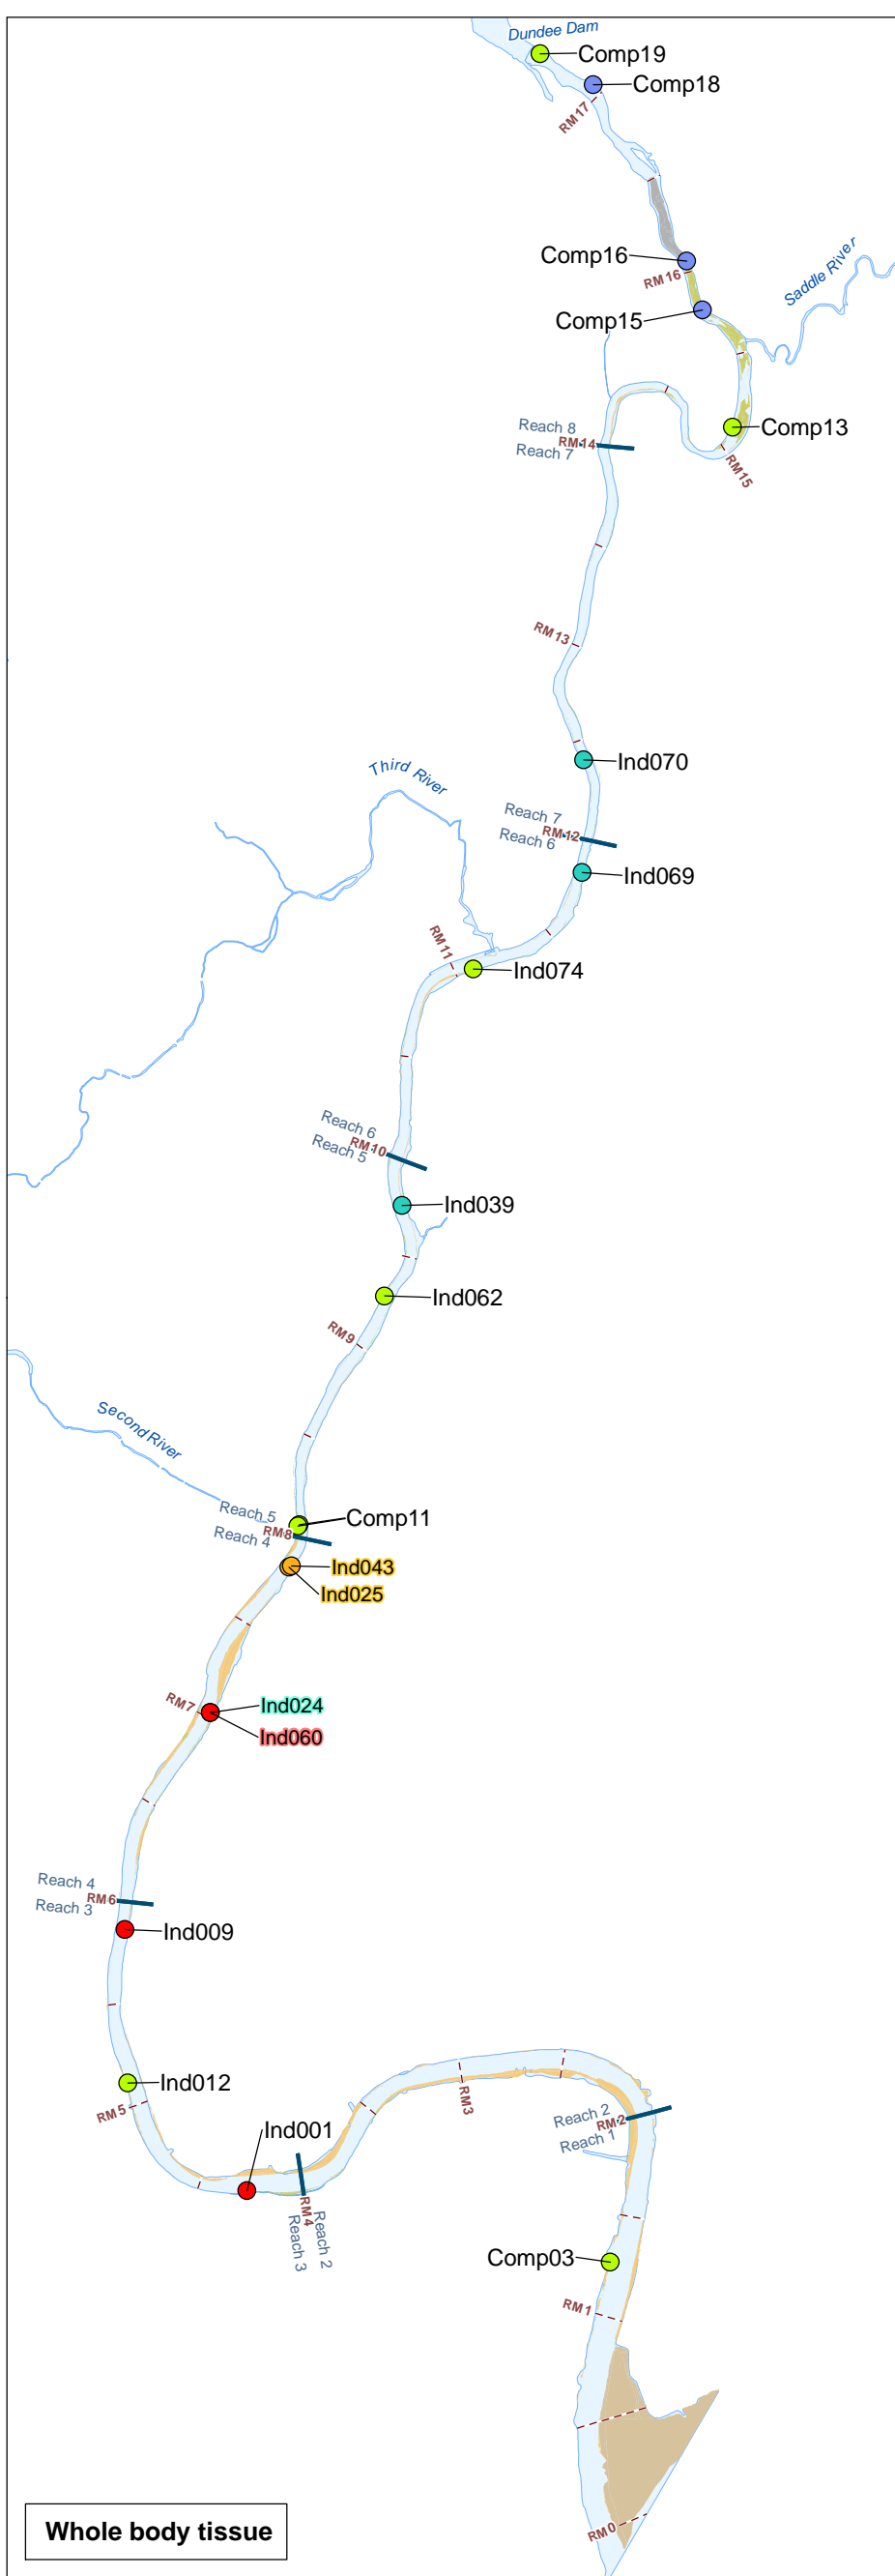 Dundee Dam
Comp19
Comp18
RM17
Comp16
RM16
Saddle River
Comp15
Comp13
Reach 8
RM14
Reach 7
RM15
RM13
Ind070
Third River
Reach 7
RM12
Reach 6
Ind069
RM11
Ind074
Reach 6
RM10
Reach 5
Ind039
Ind062
RM9
Second River
Reach 5
Comp11
RM8
Reach 4
Ind043
Ind025
RM7
Ind024
Ind060
Reach 4
RM6
Reach 3
Ind009
Ind012
RM5
RM3
Reach 2
RM2
Reach 1
Ind001
RM4
Reach 2
Reach 3
Comp03
RM1
RM0
Whole body tissue